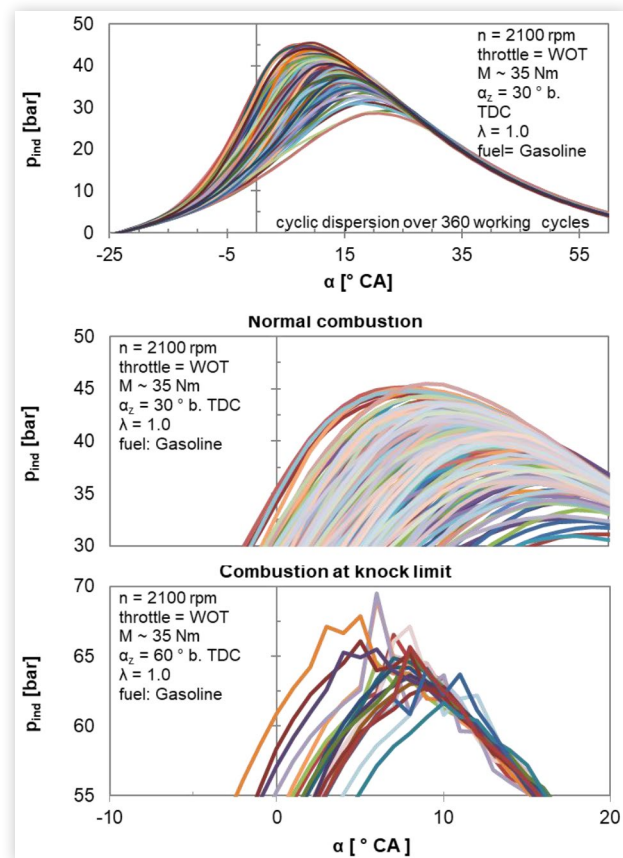 50
40
30
20
10
0
p_ind [bar]
n = 2100 rpm
throttle = WOT
M ~ 35 Nm
α_z = 30 ° b.
TDC
λ = 1.0
fuel= Gasoline
cyclic dispersion over 360 working cycles
-25 -5 15 35 55
α [° CA]
Normal combustion
50
45
40
35
30
p_ind [bar]
n = 2100 rpm
throttle = WOT
M ~ 35 Nm
α_z = 30 ° b. TDC
λ = 1.0
fuel: Gasoline
-10 0 10 20
Combustion at knock limit
70
65
60
55
p_ind [bar]
n = 2100 rpm
throttle = WOT
M ~ 35 Nm
α_z = 60 ° b. TDC
λ = 1.0
fuel: Gasoline
-10 0 10 20
α [ ° CA ]